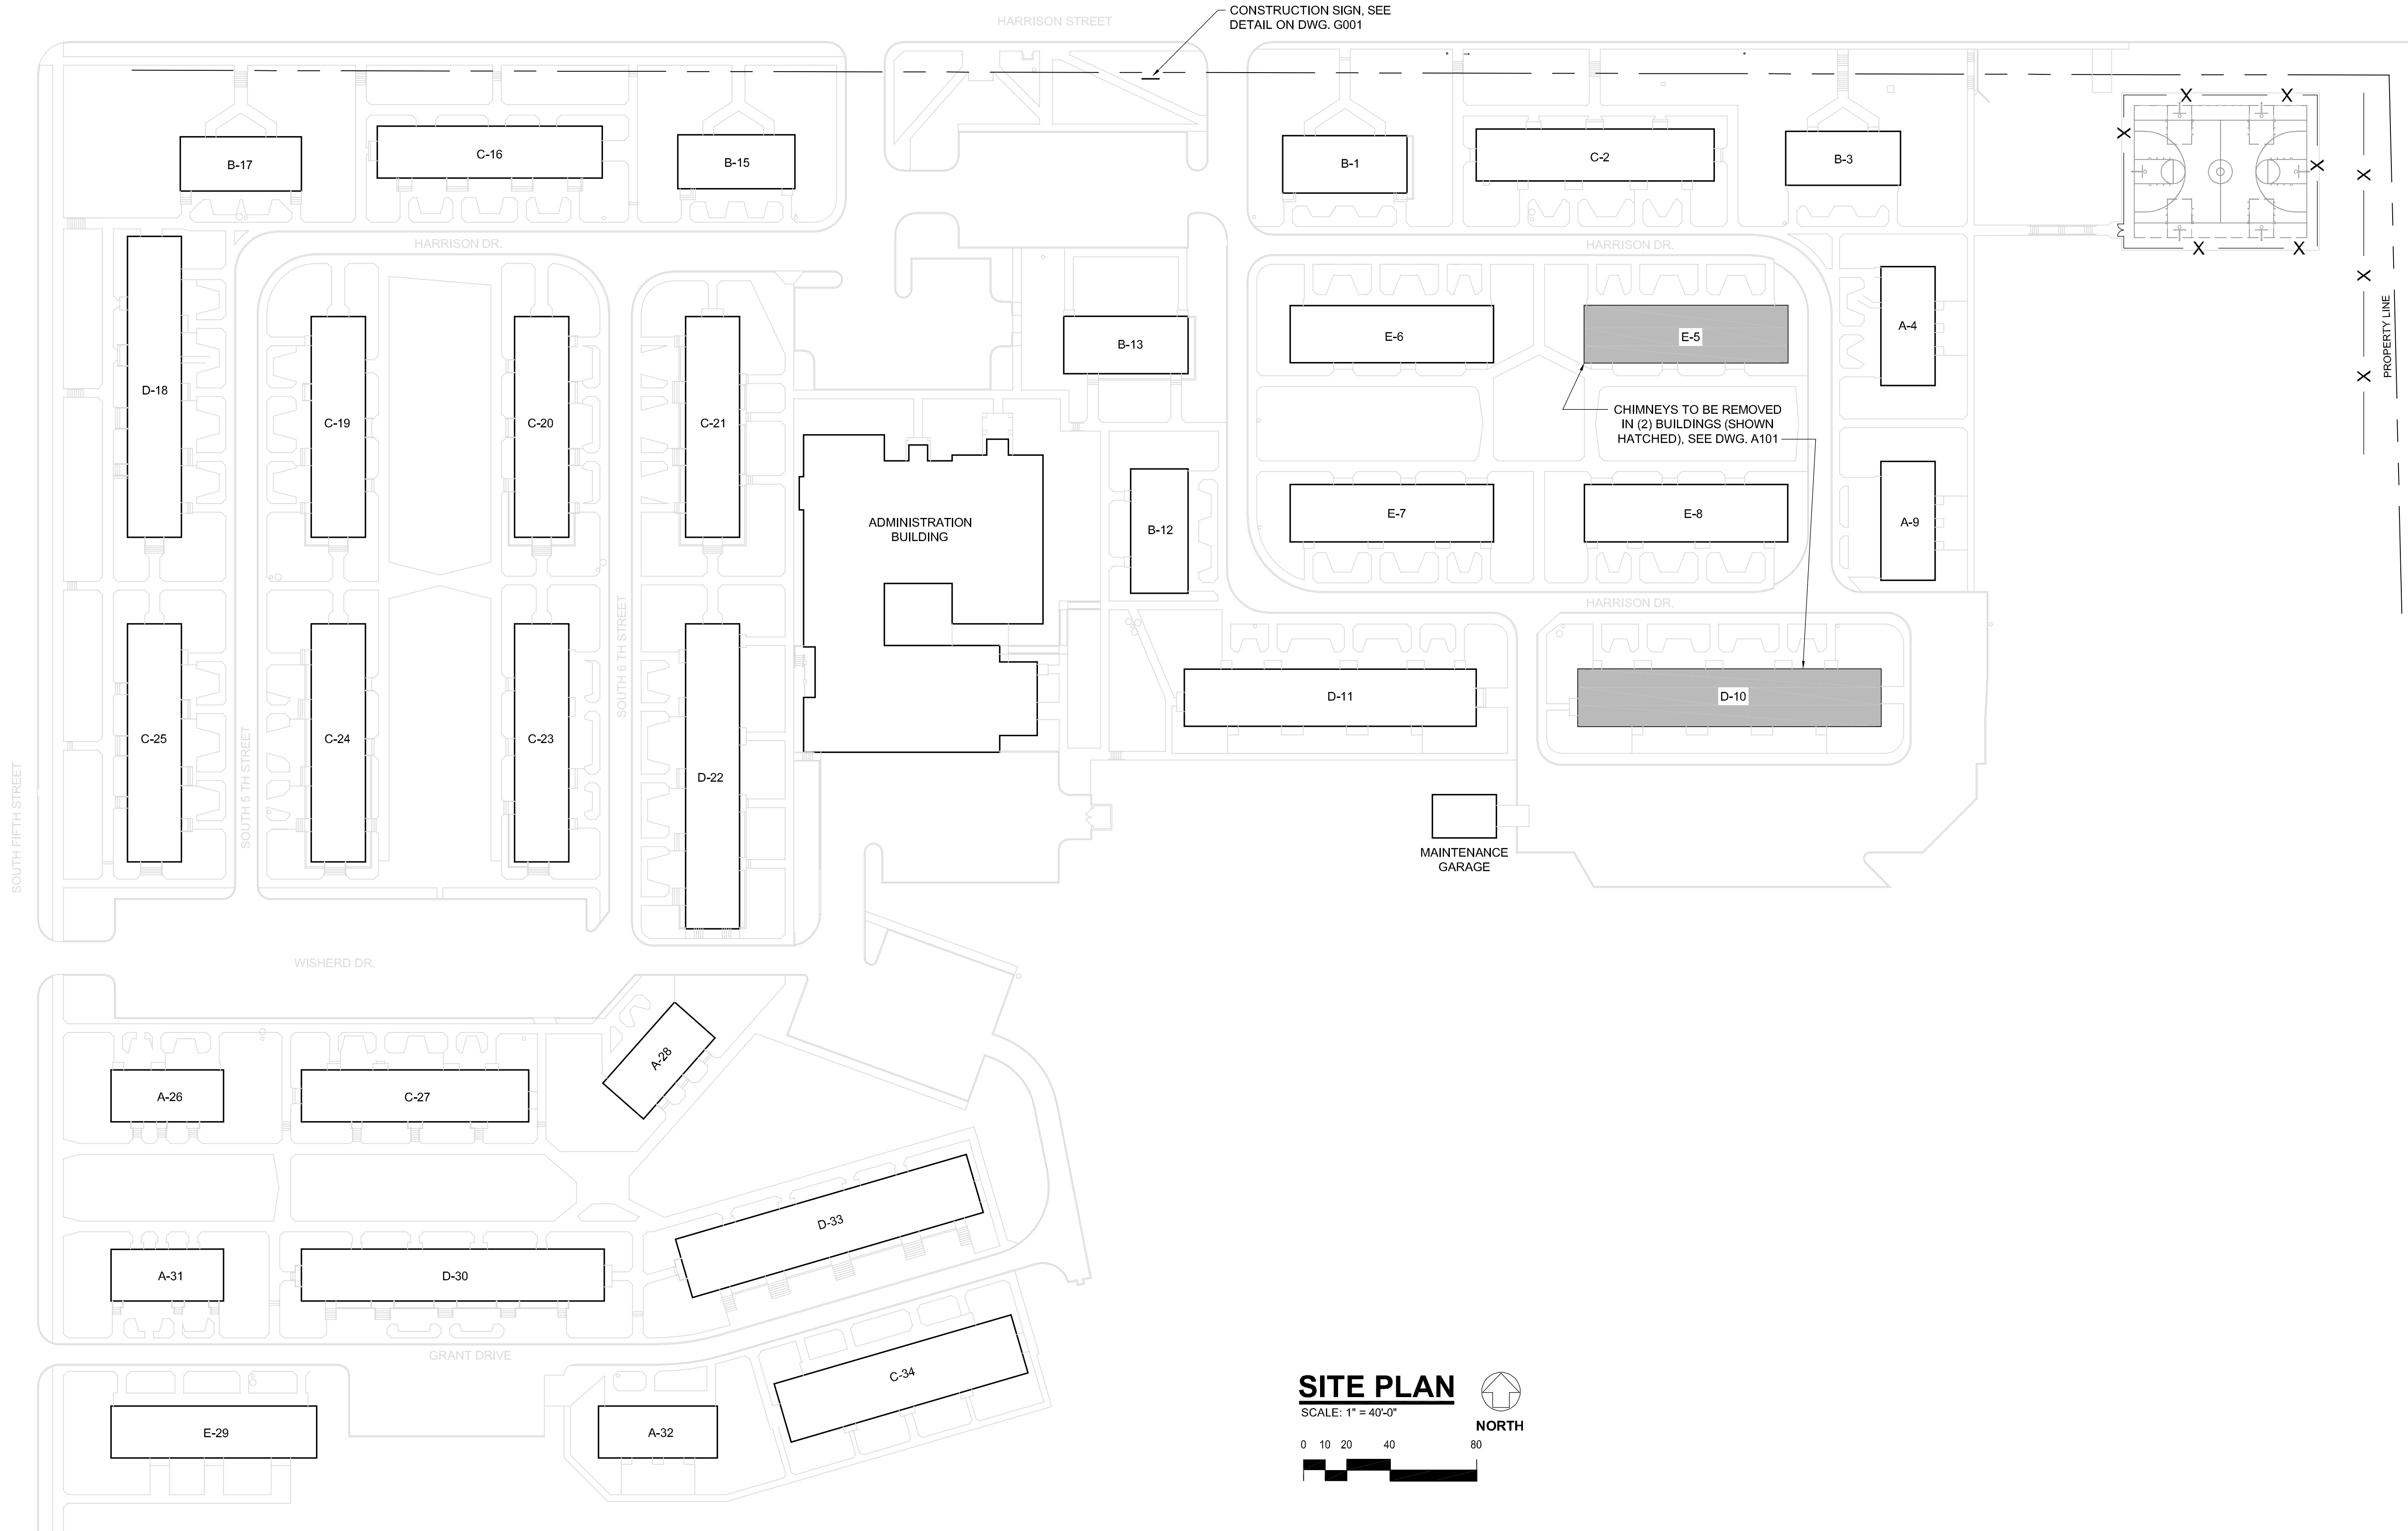 HARRISON STREET
CONSTRUCTION SIGN, SEE
DETAIL ON DWG. G001
B-17
C-16
B-15
B-1
C-2
B-3
X
X
X
X
X
X
X
X
X
HARRISON DR.
HARRISON DR.
PROPERTY LINE
D-18
C-19
C-20
C-21
B-13
E-6
E-5
A-4
CHIMNEYS TO BE REMOVED
IN (2) BUILDINGS (SHOWN
HATCHED), SEE DWG. A101
ADMINISTRATION
BUILDING
B-12
E-7
E-8
A-9
HARRISON DR.
SOUTH FIFTH STREET
SOUTH 5 TH STREET
SOUTH 6 TH STREET
C-25
C-24
C-23
D-22
D-11
D-10
MAINTENANCE
GARAGE
WISHERD DR.
A-26
C-27
A-28
A-31
D-30
D-33
GRANT DRIVE
E-29
A-32
C-34
SITE PLAN
SCALE: 1" = 40'-0"
NORTH
0 10 20 40 80